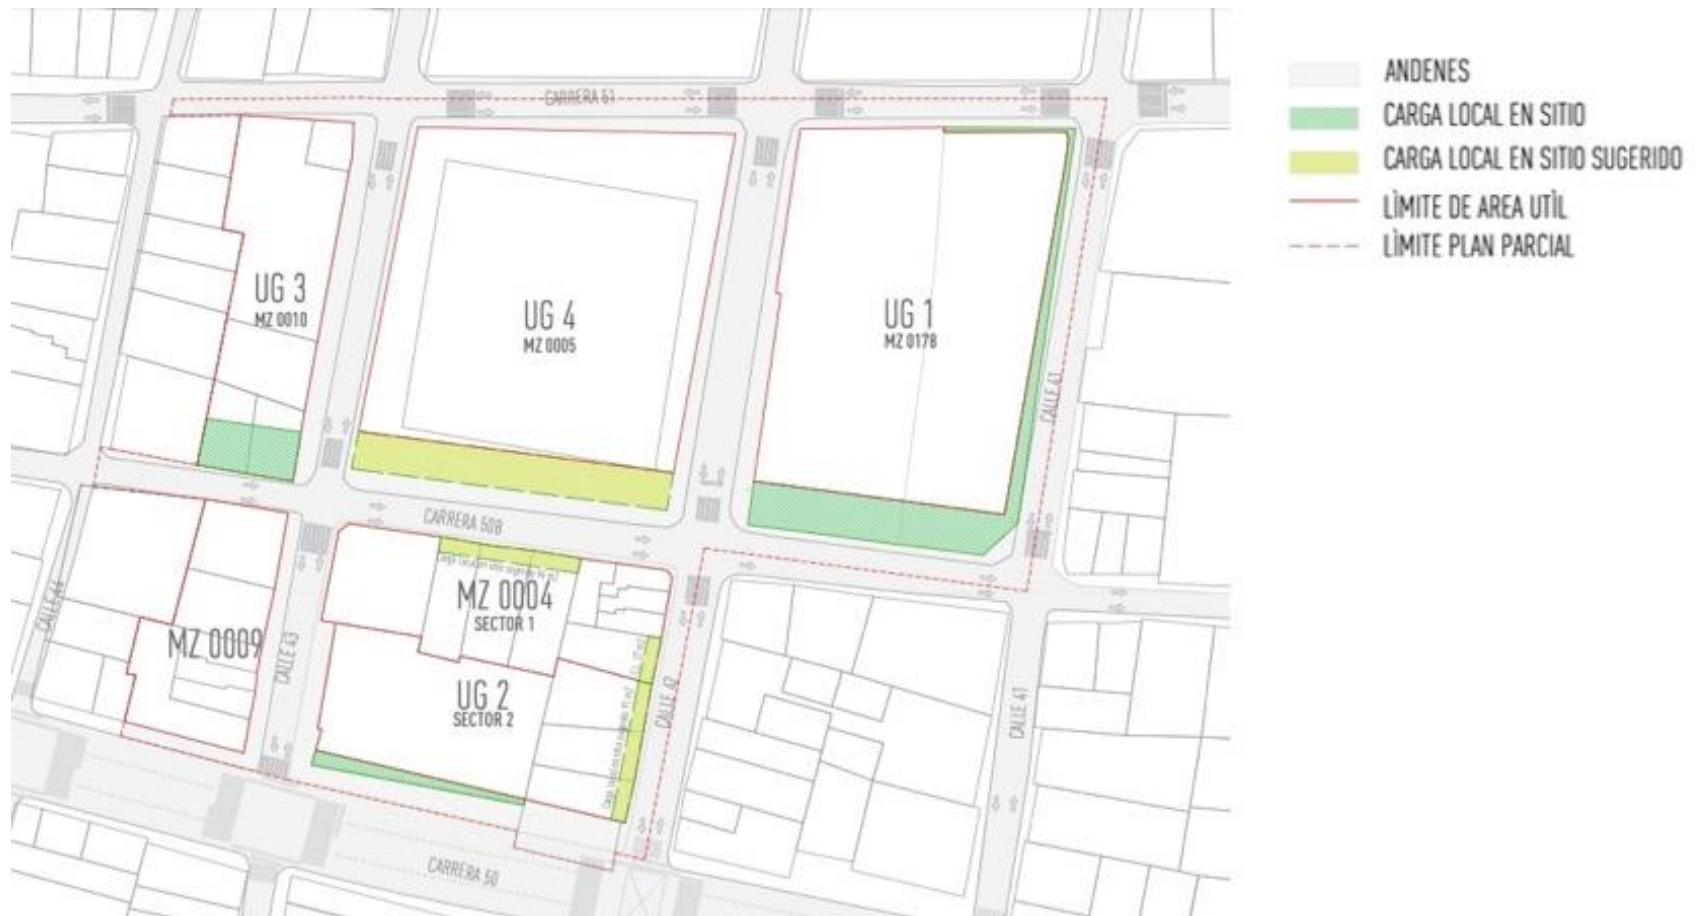 ANDENES
CARGA LOCAL EN SITIO
CARGA LOCAL EN SITIO SUGERIDO
LÌMITE DE AREA UTÌL
LÌMITE PLAN PARCIAL
CARRERA 51
UG 3
MZ 0010
UG 4
MZ 0005
UG 1
MZ 0178
CALLE 41
CARRERA 50B
MZ 0004
SECTOR 1
CALLE 44
MZ 0009
CALLE 43
UG 2
SECTOR 2
CALLE 42
CALLE 41
CARRERA 50